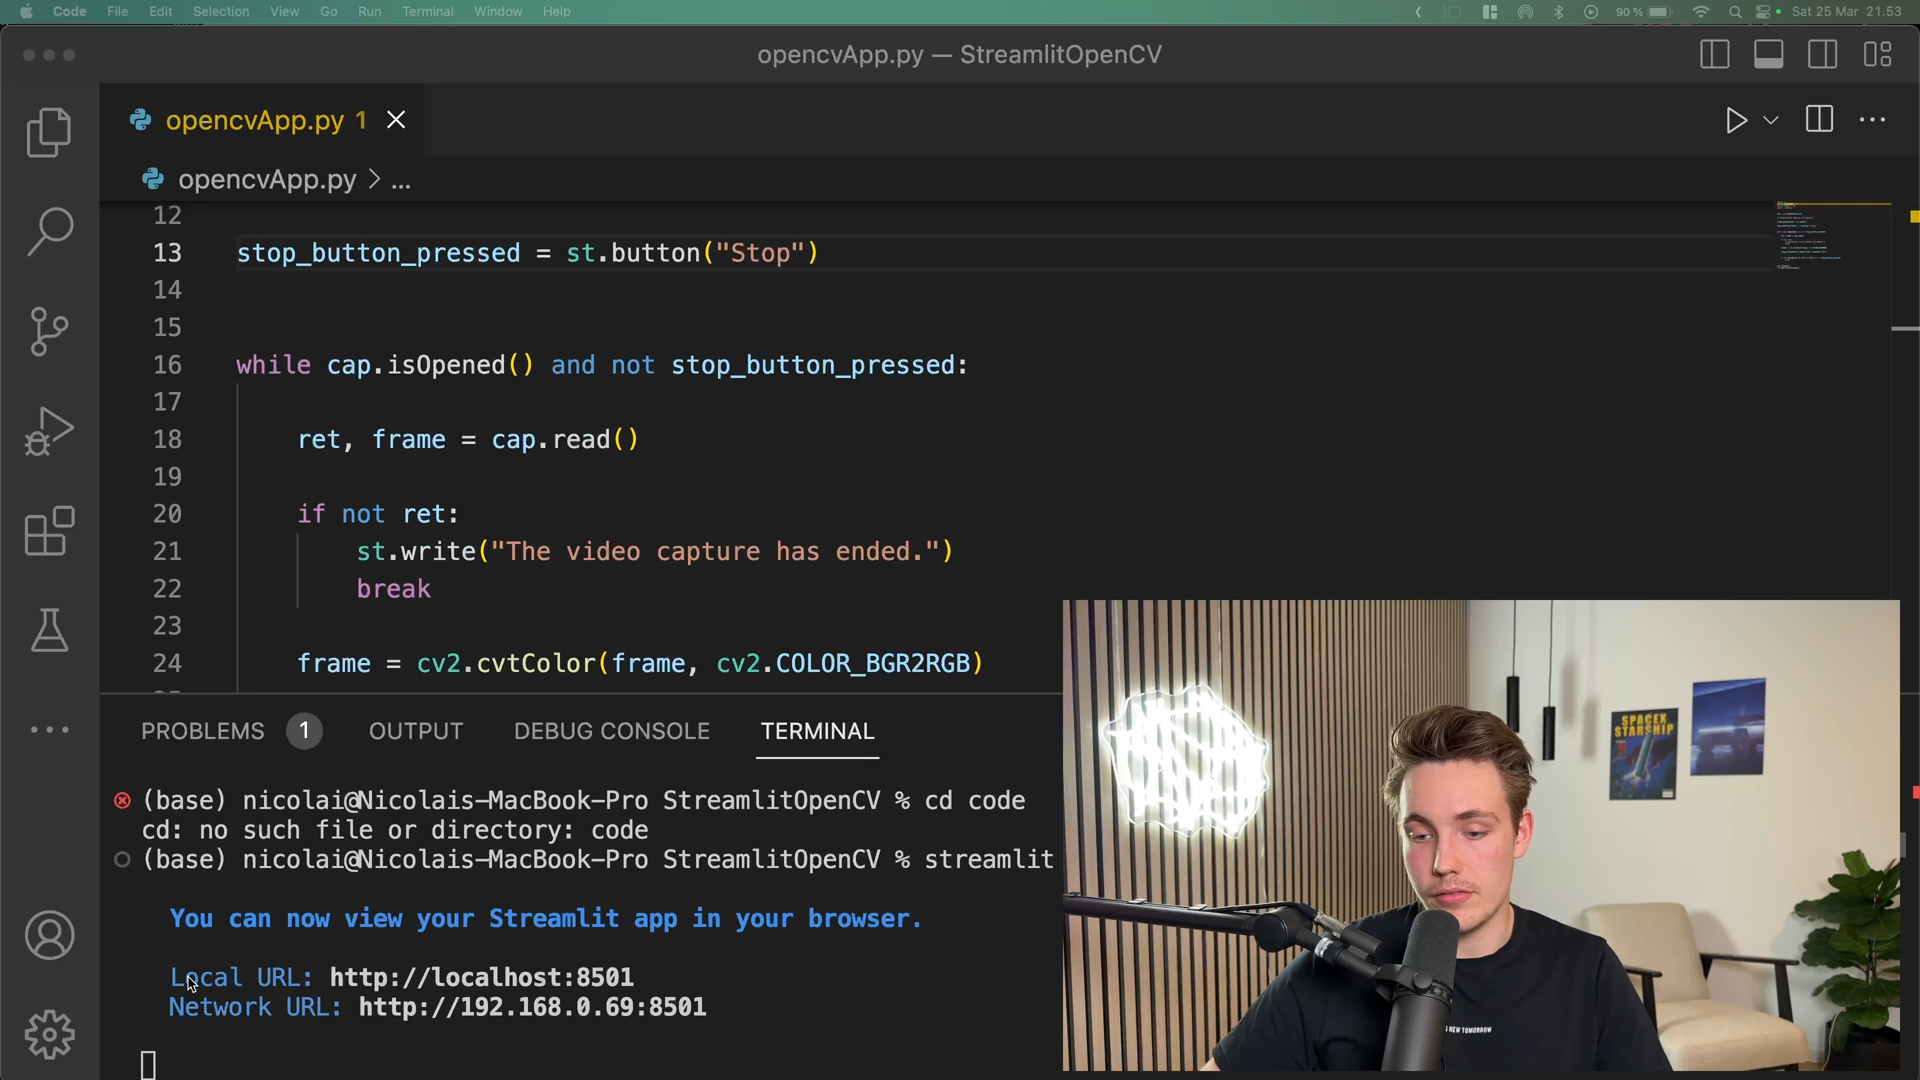 Code File Edit Selection View Go Run Terminal Window Help 90 % Sat 25 Mar 21.53
opencvApp.py — StreamlitOpenCV
opencvApp.py 1
opencvApp.py > ...
12
13 stop_button_pressed = st.button("Stop")
14
15
16 while cap.isOpened() and not stop_button_pressed:
17
18 ret, frame = cap.read()
19
20 if not ret:
21 st.write("The video capture has ended.")
22 break
23
24 frame = cv2.cvtColor(frame, cv2.COLOR_BGR2RGB)
PROBLEMS 1 OUTPUT DEBUG CONSOLE TERMINAL
(base) nicolai@Nicolais-MacBook-Pro StreamlitOpenCV % cd code
cd: no such file or directory: code
(base) nicolai@Nicolais-MacBook-Pro StreamlitOpenCV % streamlit
You can now view your Streamlit app in your browser.
Local URL: http://localhost:8501
Network URL: http://192.168.0.69:8501
SPACEX
STARSHIP
NEW TOMORROW